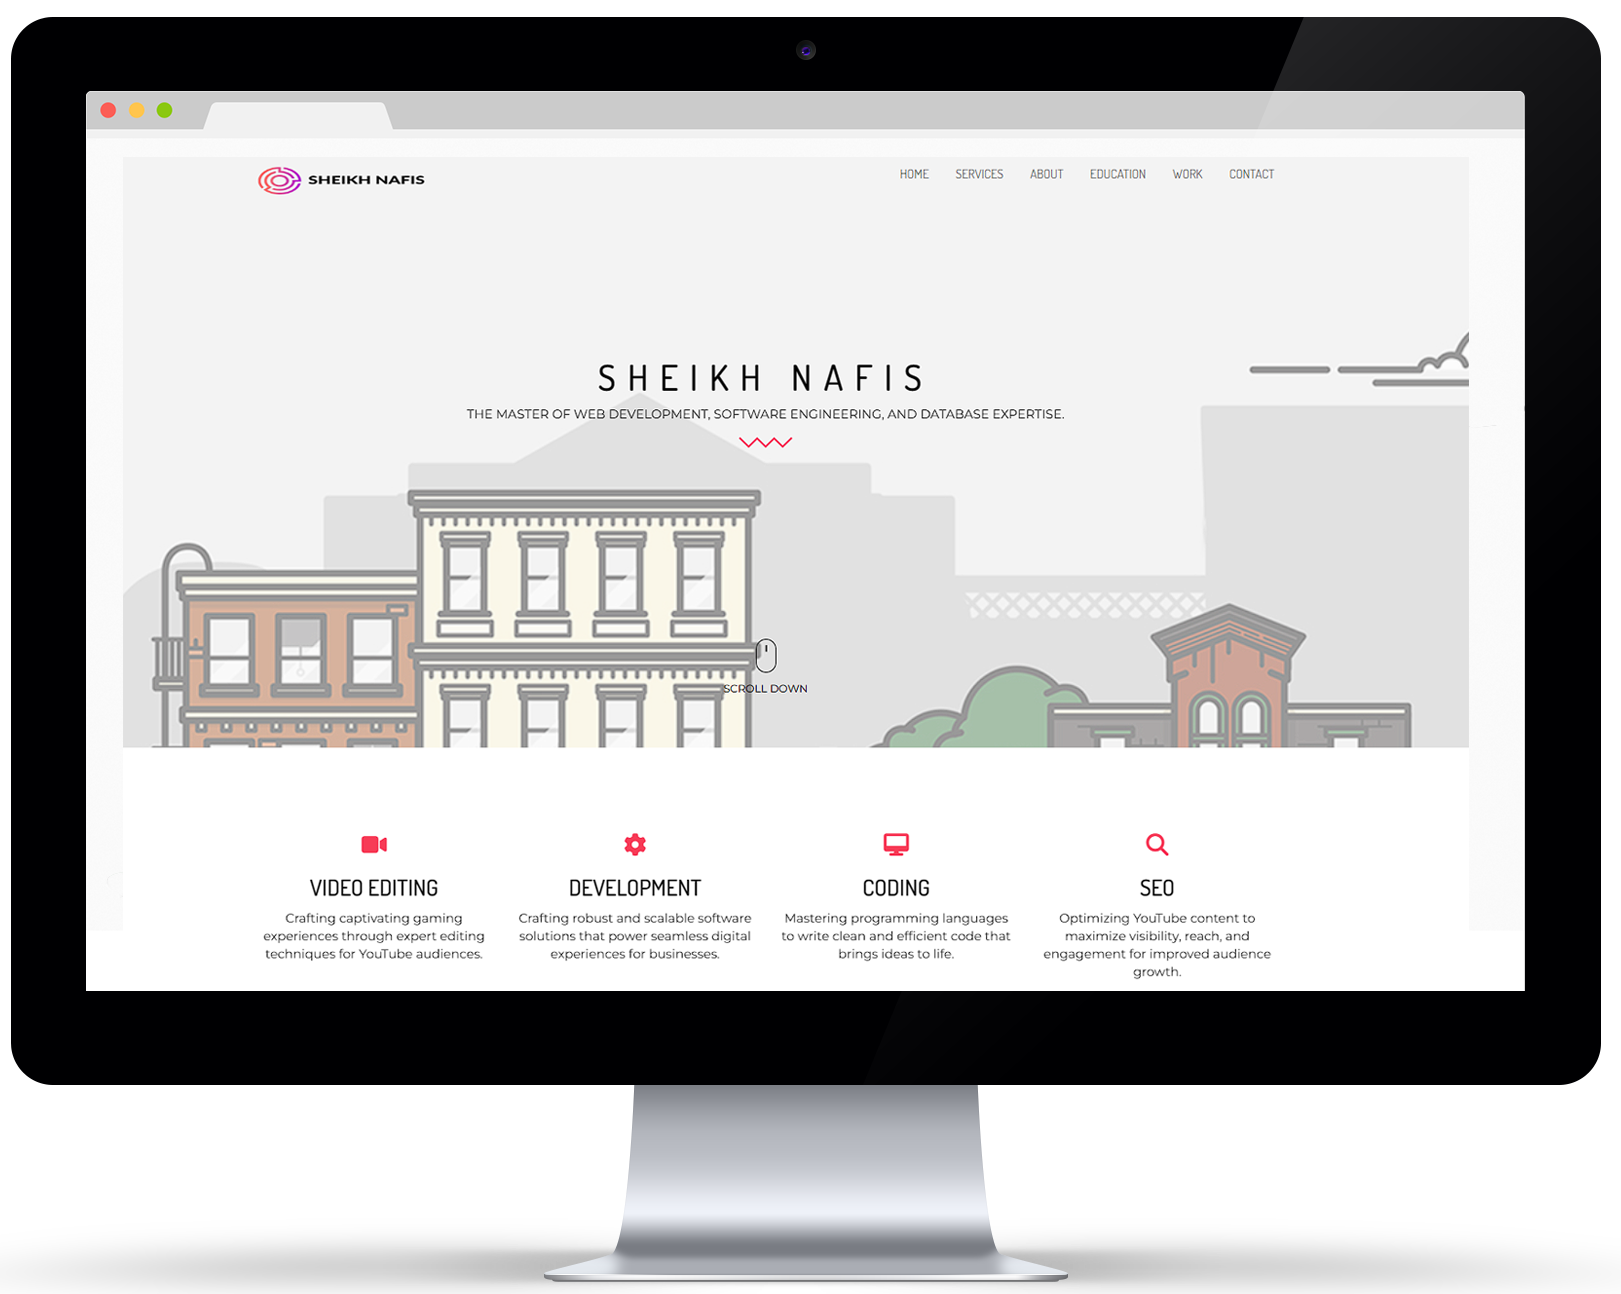 SHEIKH NAFIS
HOME SERVICES ABOUT EDUCATION WORK CONTACT
SHEIKH NAFIS
THE MASTER OF WEB DEVELOPMENT, SOFTWARE ENGINEERING, AND DATABASE EXPERTISE.
SCROLL DOWN
VIDEO EDITING
Crafting captivating gaming
experiences through expert editing
techniques for YouTube audiences.
DEVELOPMENT
Crafting robust and scalable software
solutions that power seamless digital
experiences for businesses.
CODING
Mastering programming languages
to write clean and efficient code that
brings ideas to life.
SEO
Optimizing YouTube content to
maximize visibility, reach, and
engagement for improved audience
growth.